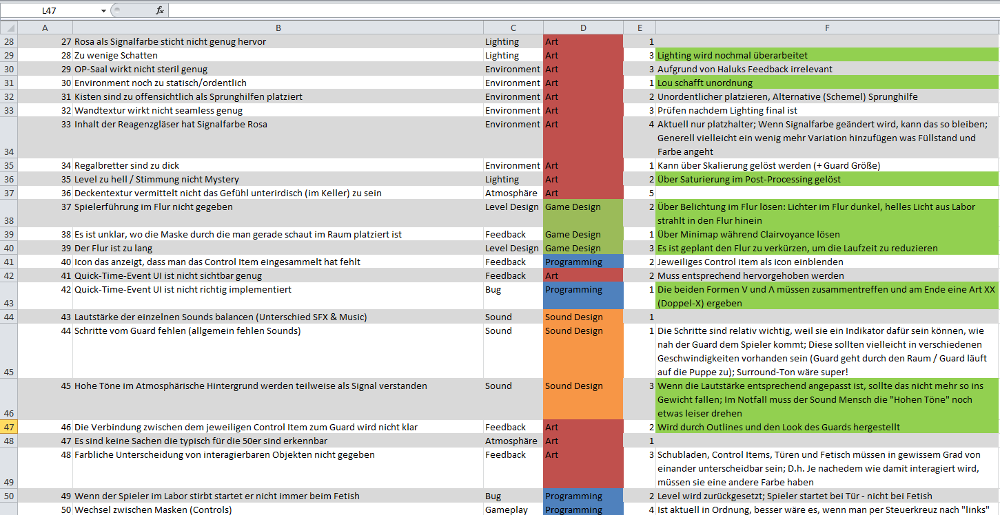 L47
fx
A B C D E F
28 27 Rosa als Signalfarbe sticht nicht genug hervor Lighting Art 1
29 28 Zu wenige Schatten Lighting Art 3 Lighting wird nochmal überarbeitet
30 29 OP-Saal wirkt nicht steril genug Environment Art 3 Aufgrund von Haluks Feedback irrelevant
31 30 Environment noch zu statisch/ordentlich Environment Art 1 Lou schafft unordnung
32 31 Kisten sind zu offensichtlich als Sprunghilfen platziert Environment Art 2 Unordentlicher platzieren, Alternative (Schemel) Sprunghilfe
33 32 Wandtextur wirkt nicht seamless genug Environment Art 3 Prüfen nachdem Lighting final ist
33 Inhalt der Reagenzgläser hat Signalfarbe Rosa Environment Art 4 Aktuell nur platzhalter; Wenn Signalfarbe geändert wird, kann das so bleiben;
Generell vielleicht ein wenig mehr Variation hinzufügen was Füllstand und
34 Farbe angeht
35 34 Regalbretter sind zu dick Environment Art 1 Kann über Skalierung gelöst werden (+ Guard Größe)
36 35 Level zu hell / Stimmung nicht Mystery Lighting Art 2 Über Saturierung im Post-Processing gelöst
37 36 Deckentextur vermittelt nicht das Gefühl unterirdisch (im Keller) zu sein Atmosphäre Art 5
37 Spielerführung im Flur nicht gegeben Level Design Game Design 2 Über Belichtung im Flur lösen: Lichter im Flur dunkel, helles Licht aus Labor
38 strahlt in den Flur hinein
39 38 Es ist unklar, wo die Maske durch die man gerade schaut im Raum platziert ist Feedback Game Design 1 Über Minimap während Clairvoyance lösen
40 39 Der Flur ist zu lang Level Design Game Design 3 Es ist geplant den Flur zu verkürzen, um die Laufzeit zu reduzieren
41 40 Icon das anzeigt, dass man das Control Item eingesammelt hat fehlt Feedback Programming 2 Jeweiliges Control item als icon einblenden
42 41 Quick-Time-Event UI ist nicht sichtbar genug Feedback Art 2 Muss entsprechend hervorgehoben werden
42 Quick-Time-Event UI ist nicht richtig implementiert Bug Programming 1 Die beiden Formen V und Λ müssen zusammentreffen und am Ende eine Art XX
43 (Doppel-X) ergeben
44 43 Lautstärke der einzelnen Sounds balancen (Unterschied SFX & Music) Sound Sound Design 1
44 Schritte vom Guard fehlen (allgemein fehlen Sounds) Sound Sound Design 1 Die Schritte sind relativ wichtig, weil sie ein Indikator dafür sein können, wie
nah der Guard dem Spieler kommt; Diese sollten vielleicht in verschiedenen
Geschwindigkeiten vorhanden sein (Guard geht durch den Raum / Guard läuft
45 auf die Puppe zu); Surround-Ton wäre super!
45 Hohe Töne im Atmosphärische Hintergrund werden teilweise als Signal verstanden Sound Sound Design 3 Wenn die Lautstärke entsprechend angepasst ist, sollte das nicht mehr so ins
Gewicht fallen; Im Notfall muss der Sound Mensch die "Hohen Töne" noch
46 etwas leiser drehen
47 46 Die Verbindung zwischen dem jeweiligen Control Item zum Guard wird nicht klar Feedback Art 2 Wird durch Outlines und den Look des Guards hergestellt
48 47 Es sind keine Sachen die typisch für die 50er sind erkennbar Atmosphäre Art 1
48 Farbliche Unterscheidung von interagierbaren Objekten nicht gegeben Feedback Art 3 Schubladen, Control Items, Türen und Fetisch müssen in gewissem Grad von
einander unterscheidbar sein; D.h. Je nachedem wie damit interagiert wird,
49 müssen sie eine andere Farbe haben
50 49 Wenn der Spieler im Labor stirbt startet er nicht immer beim Fetish Bug Programming 2 Level wird zurückgesetzt; Spieler startet bei Tür - nicht bei Fetish
50 Wechsel zwischen Masken (Controls) Gameplay Programming 4 Ist aktuell in Ordnung, besser wäre es, wenn man per Steuerkreuz nach "links"